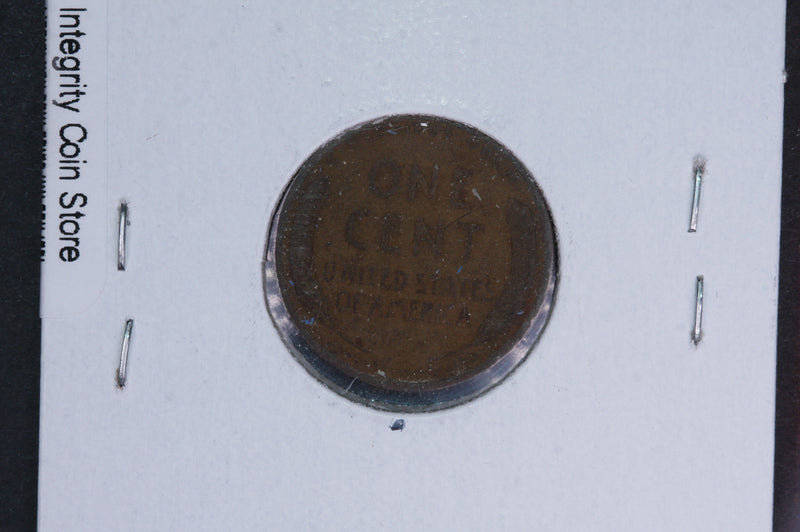 Integrity Coin Store
ONE
CENT
UNITED STATES
OF AMERICA